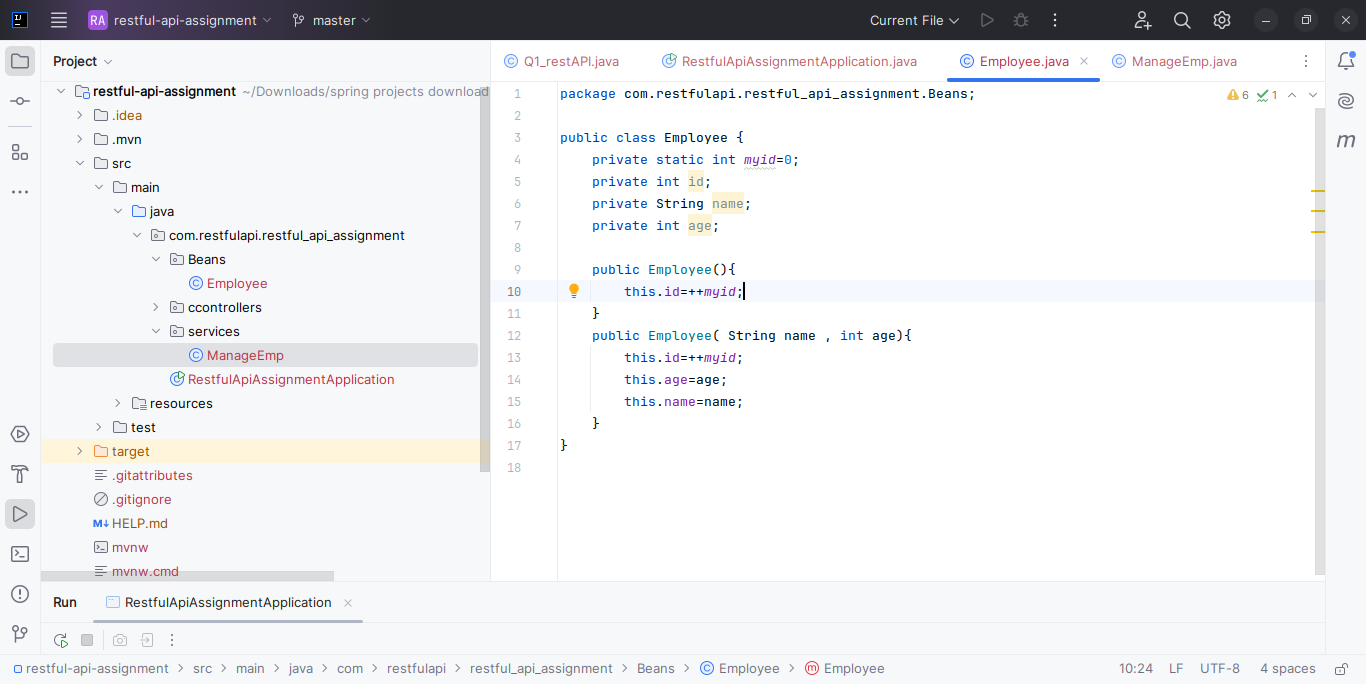 RA restful-api-assignment master Current File
Project
restful-api-assignment ~/Downloads/spring projects download
.idea
.mvn
src
main
java
com.restfulapi.restful_api_assignment
Beans
Employee
ccontrollers
services
ManageEmp
RestfulApiAssignmentApplication
resources
test
target
.gitattributes
.gitignore
HELP.md
mvnw
mvnw.cmd
Q1_restAPI.java RestfulApiAssignmentApplication.java Employee.java ManageEmp.java
6 1
1 package com.restfulapi.restful_api_assignment.Beans;
2
3 public class Employee {
4 private static int myid=0;
5 private int id;
6 private String name;
7 private int age;
8
9 public Employee(){
10 this.id=++myid;
11 }
12 public Employee( String name , int age){
13 this.id=++myid;
14 this.age=age;
15 this.name=name;
16 }
17 }
18
m
Run RestfulApiAssignmentApplication
restful-api-assignment > src > main > java > com > restfulapi > restful_api_assignment > Beans > Employee > Employee 10:24 LF UTF-8 4 spaces